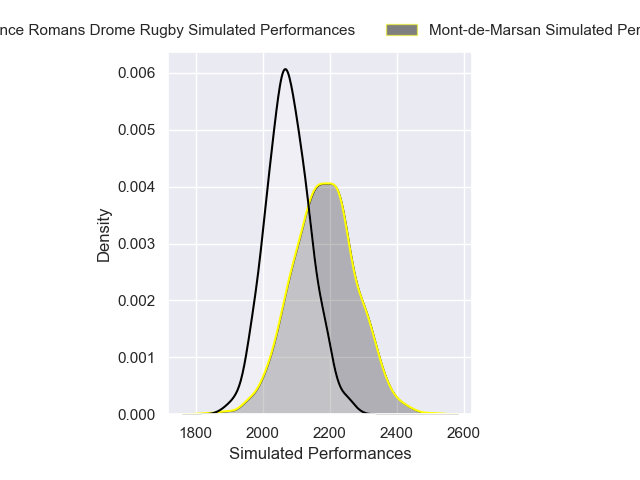 nce Romans Drome Rugby Simulated Performances
Mont-de-Marsan Simulated Per
0.006
0.005
0.004
0.003
0.002
0.001
0.000
Density
1800 2000 2200 2400 2600
Simulated Performances